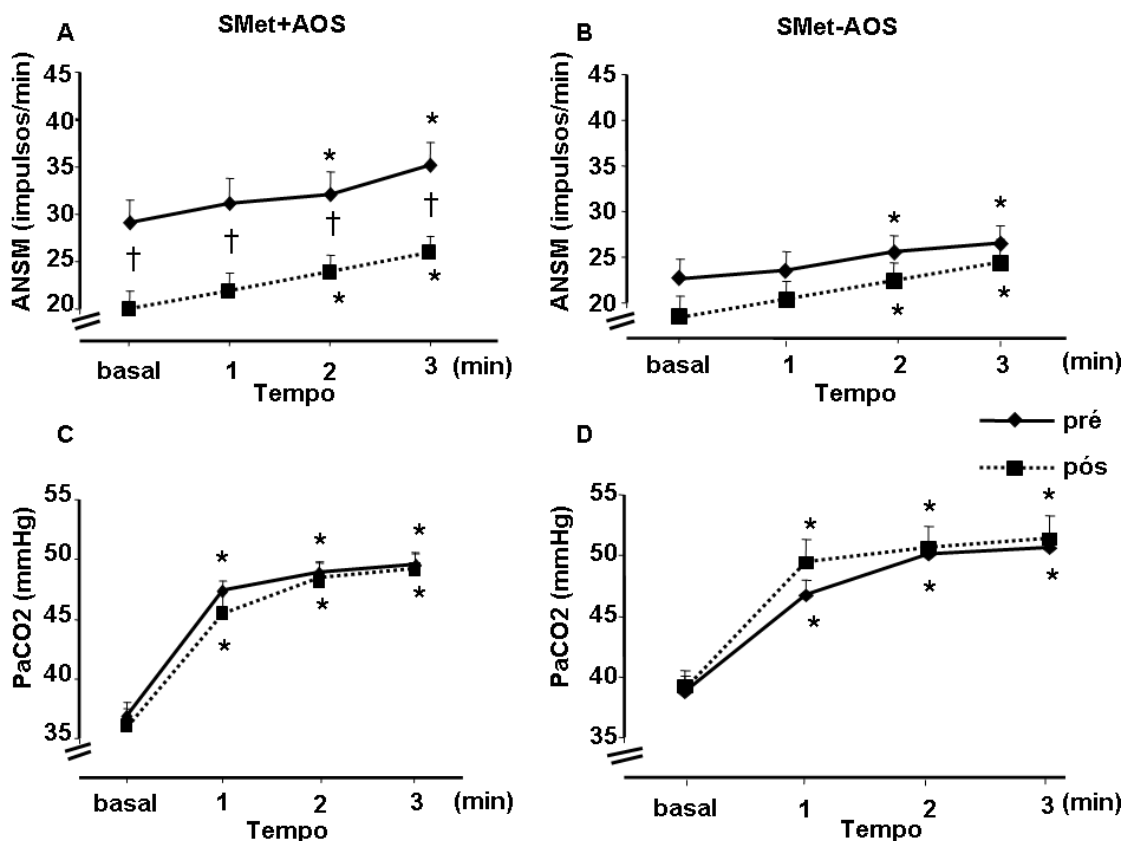 A
SMet+AOS
ANSM (impulsos/min)
45
40
35
30
25
20
*
*
†
†
†
†
*
*
basal
1
2
3
(min)
Tempo
B
SMet-AOS
ANSM (impulsos/min)
45
40
35
30
25
20
*
*
*
*
basal
1
2
3
(min)
Tempo
pré
pós
C
PaCO2 (mmHg)
55
50
45
40
35
*
*
*
*
*
*
basal
1
2
3
(min)
Tempo
D
PaCO2 (mmHg)
55
50
45
40
35
*
*
*
*
*
*
basal
1
2
3
(min)
Tempo